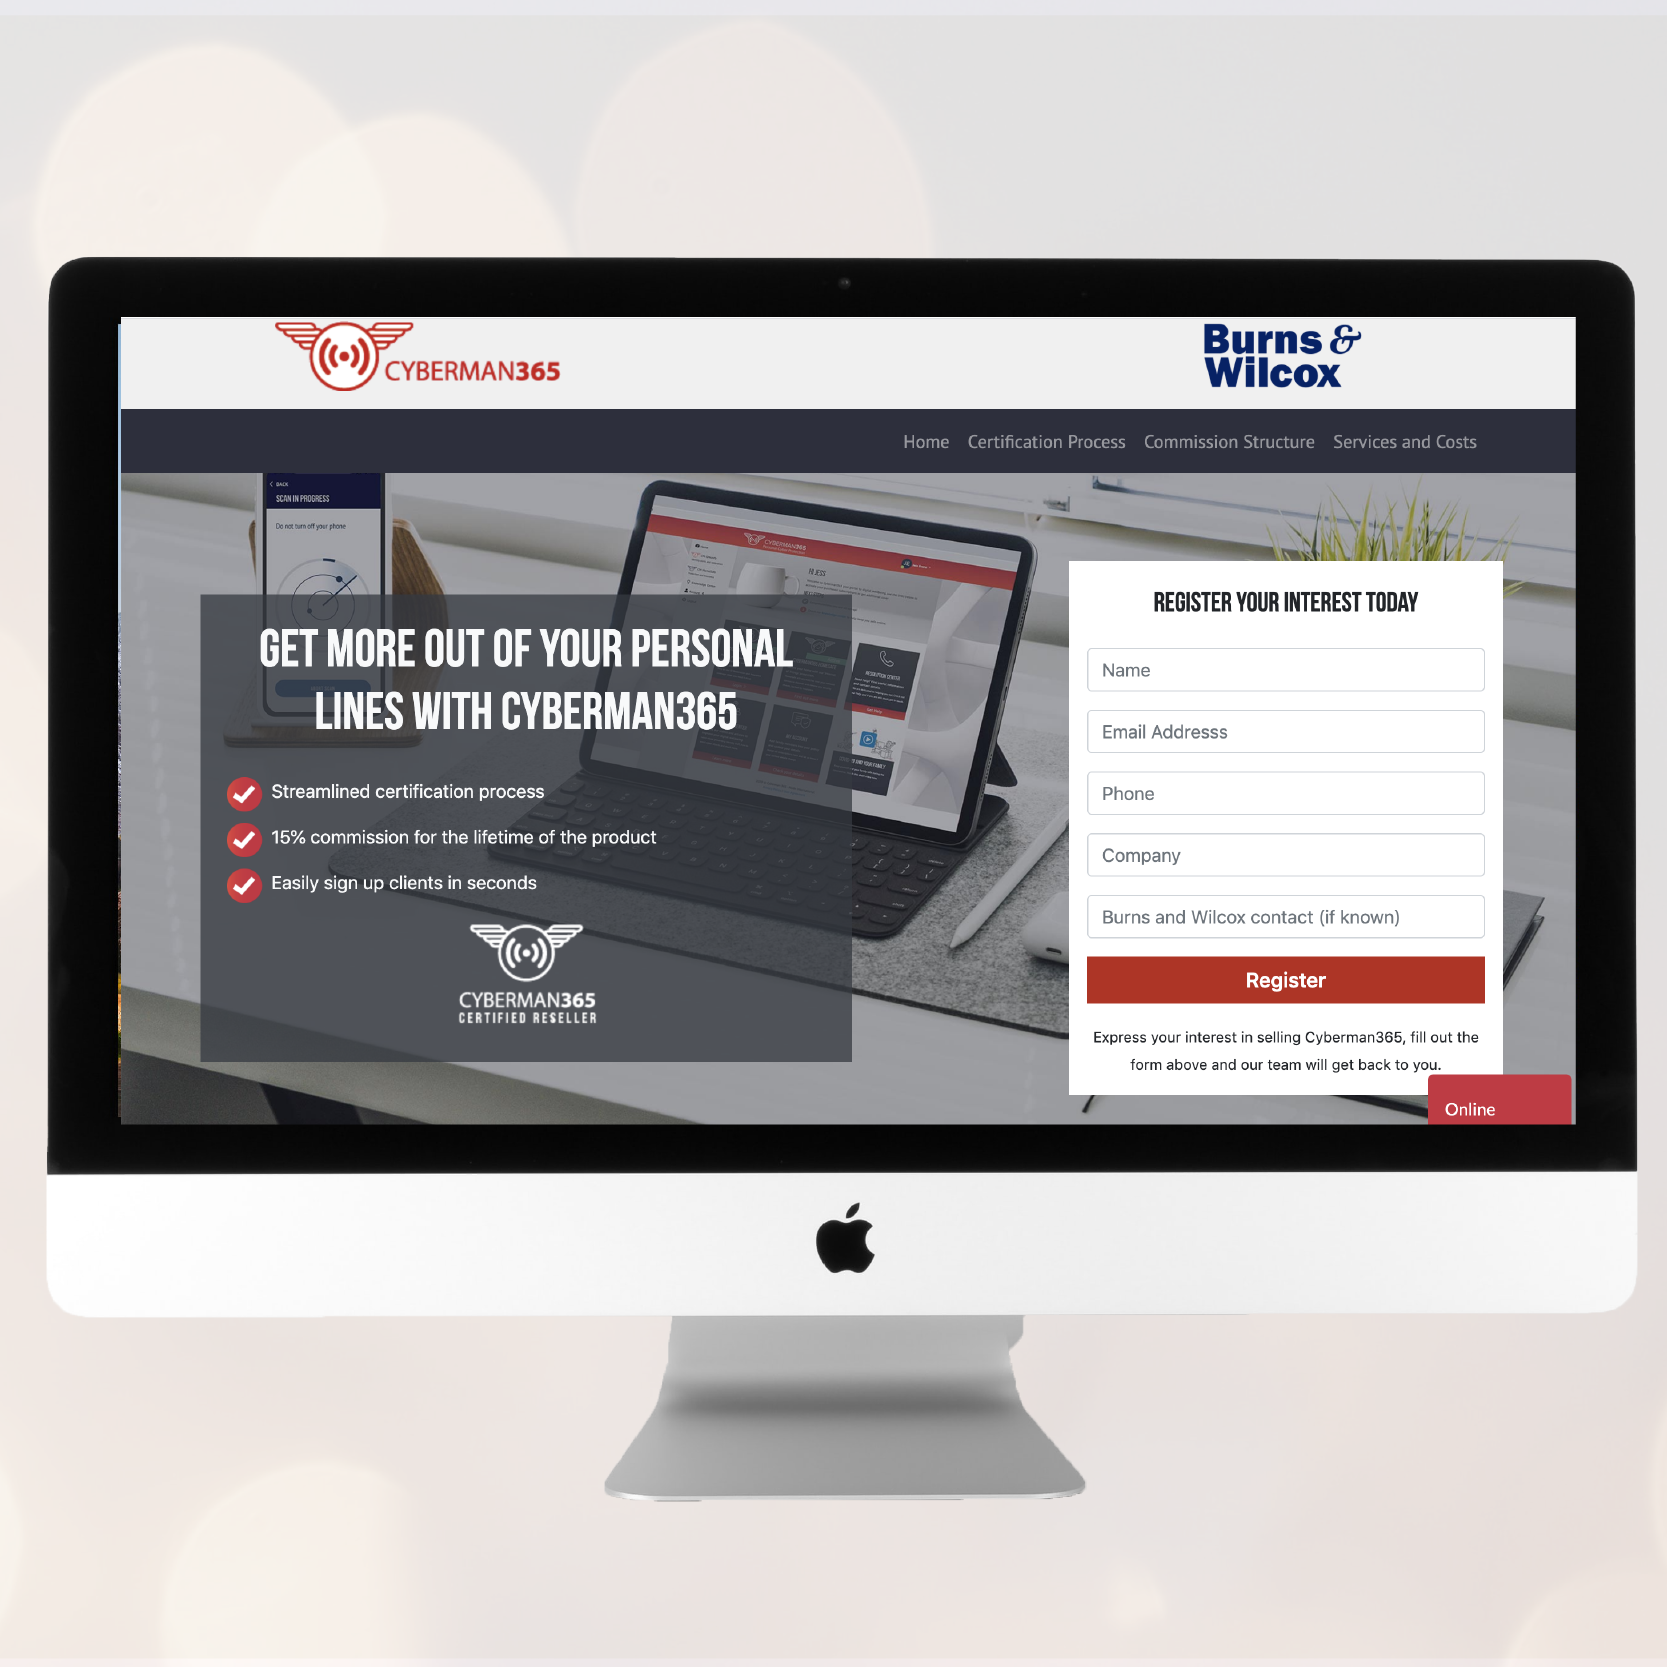 CYBERMAN365
Burns &
Wilcox
Home Certification Process Commission Structure Services and Costs
BACK
SCAN IN PROGRESS
Do not turn off your phone
CYBERMAN365
GET MORE OUT OF YOUR PERSONAL
LINES WITH CYBERMAN365
Streamlined certification process
15% commission for the lifetime of the product
Easily sign up clients in seconds
CYBERMAN365
CERTIFIED RESELLER
REGISTER YOUR INTEREST TODAY
Name
Email Addresss
Phone
Company
Burns and Wilcox contact (if known)
Register
Express your interest in selling Cyberman365, fill out the
form above and our team will get back to you.
Online